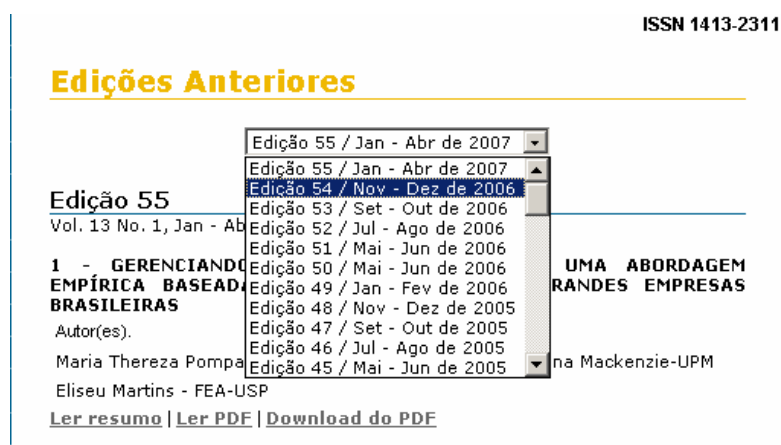 ISSN 1413-2311
Edições Anteriores
Edição 55 / Jan - Abr de 2007
Edição 55 / Jan - Abr de 2007
Edição 54 / Nov - Dez de 2006
Edição 53 / Set - Out de 2006
Edição 52 / Jul - Ago de 2006
Edição 51 / Mai - Jun de 2006
Edição 50 / Mai - Jun de 2006
Edição 49 / Jan - Fev de 2006
Edição 48 / Nov - Dez de 2005
Edição 47 / Set - Out de 2005
Edição 46 / Jul - Ago de 2005
Edição 45 / Mai - Jun de 2005
Edição 55
Vol. 13 No. 1, Jan - Ab
1 - GERENCIANDO UMA ABORDAGEM
EMPÍRICA BASEADA RANDES EMPRESAS
BRASILEIRAS
Autor(es).
Maria Thereza Pompa na Mackenzie-UPM
Eliseu Martins - FEA-USP
Ler resumo | Ler PDF | Download do PDF